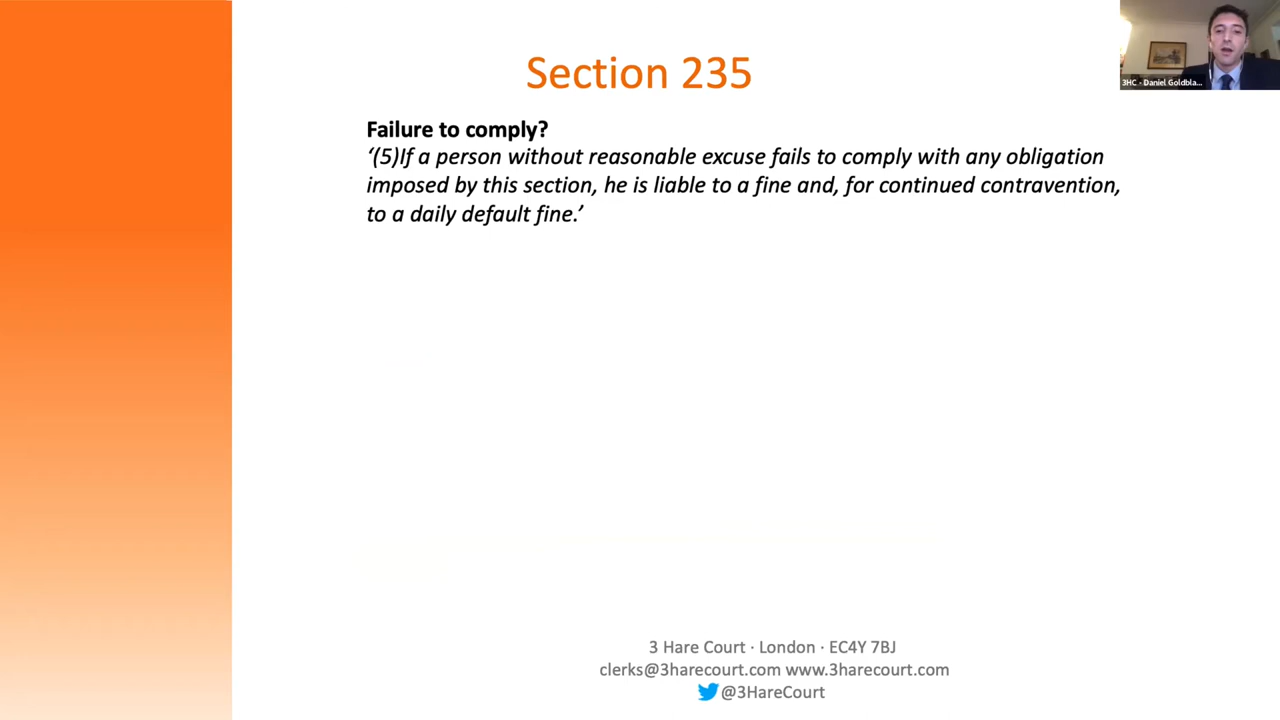 Section 235
3HC - Daniel Goldbla...
Failure to comply?
‘(5)If a person without reasonable excuse fails to comply with any obligation
imposed by this section, he is liable to a fine and, for continued contravention,
to a daily default fine.’
3 Hare Court · London · EC4Y 7BJ
clerks@3harecourt.com www.3harecourt.com
@3HareCourt